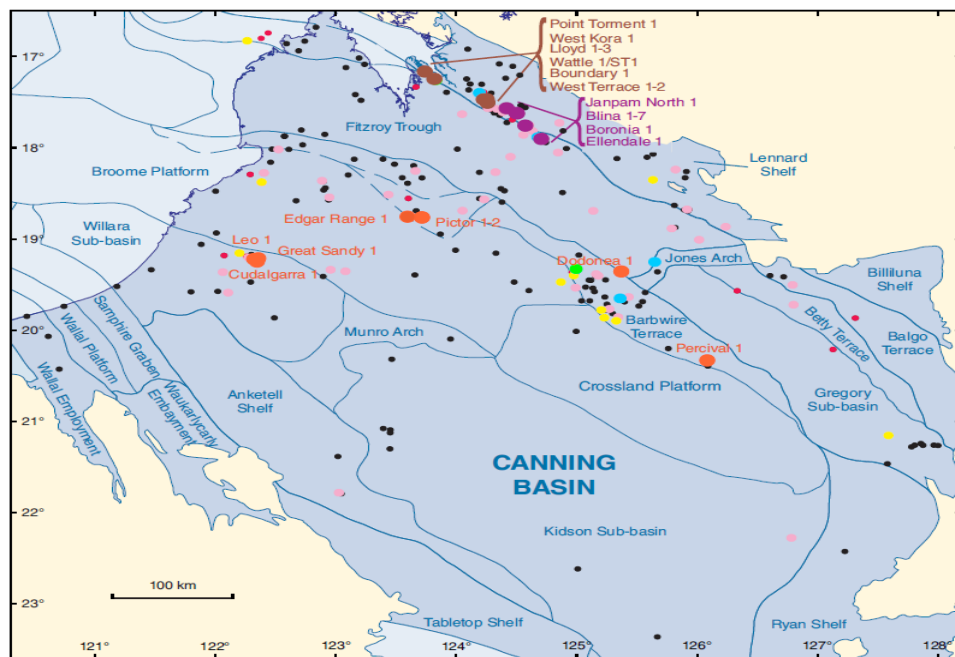 Point Torment 1
West Kora 1
Lloyd 1-3
Wattle 1/ST1
Boundary 1
West Terrace 1-2
Janpam North 1
Blina 1-7
Boronia 1
Ellendale 1
17°
Fitzroy Trough
18°
Broome Platform
Lennard
Shelf
Willara
Sub-basin
Edgar Range 1
Pictor 1-2
19°
Leo 1
Great Sandy 1
Cudalgarra 1
Dodonea 1
Jones Arch
Billiluna
Shelf
20°
Samphire Graben
Wallal Platform
Wallal Employment
Waukarlycarly
Embayment
Munro Arch
Barbwire
Terrace
Betty Terrace
Balgo
Terrace
Percival 1
Anketell
Shelf
Crossland Platform
Gregory
Sub-basin
21°
CANNING
BASIN
22°
Kidson Sub-basin
100 km
23°
Tabletop Shelf
Ryan Shelf
121°
122°
123°
124°
125°
126°
127°
128°